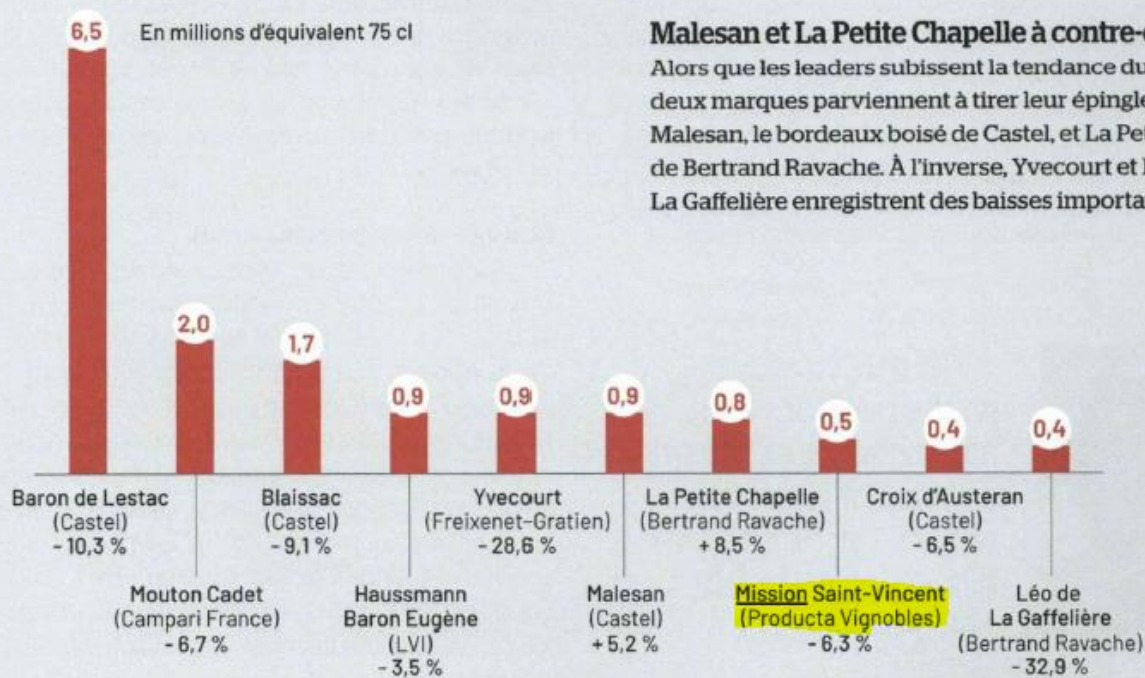 6,5
En millions d'équivalent 75 cl
Malesan et La Petite Chapelle à contre-
Alors que les leaders subissent la tendance du
deux marques parviennent à tirer leur épingle
Malesan, le bordeaux boisé de Castel, et La
de Bertrand Ravache. À l'inverse, Yvecourt et
La Gaffelière enregistrent des baisses
2,0
1,7
0,9
0,9
0,9
0,8
0,5
0,4
0,4
Baron de Lestac
(Castel)
- 10,3 %
Mouton Cadet
(Campari France)
- 6,7 %
Blaissac
(Castel)
- 9,1 %
Haussmann
Baron Eugène
(LVI)
- 3,5 %
Yvecourt
(Freixenet-Gratien)
- 28,6 %
Malesan
(Castel)
+ 5,2 %
La Petite Chapelle
(Bertrand Ravache)
+ 8,5 %
Mission Saint-Vincent
(Producta Vignobles)
- 6,3 %
Croix d'Austeran
(Castel)
- 6,5 %
Léo de
La Gaffelière
(Bertrand Ravache)
- 32,9 %